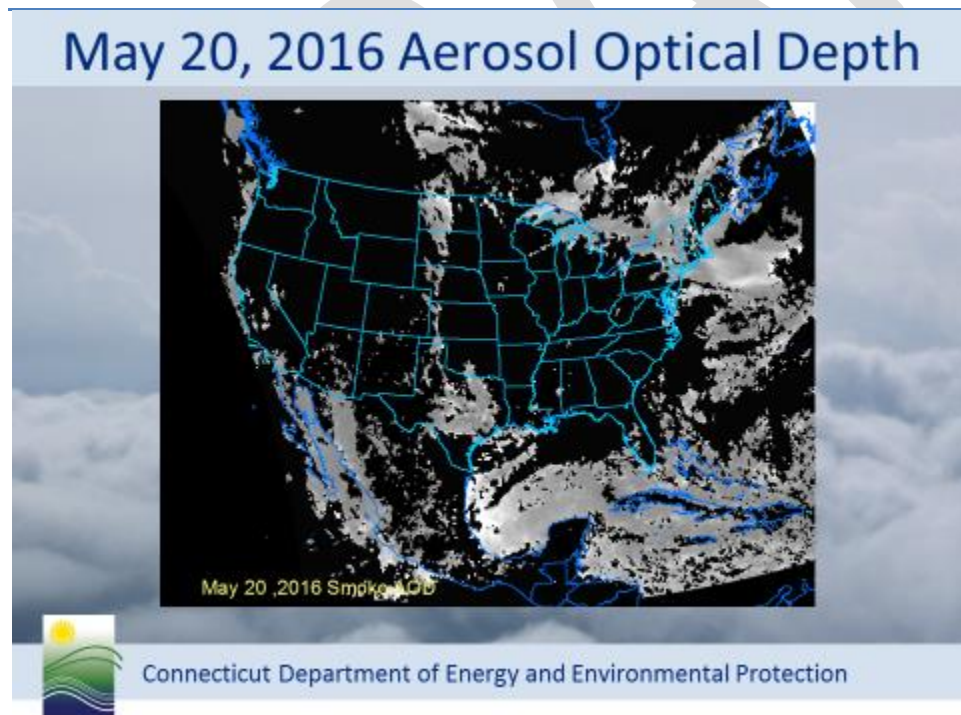 May 20, 2016 Aerosol Optical Depth
May 20 ,2016 Smoke AOD
Connecticut Department of Energy and Environmental Protection